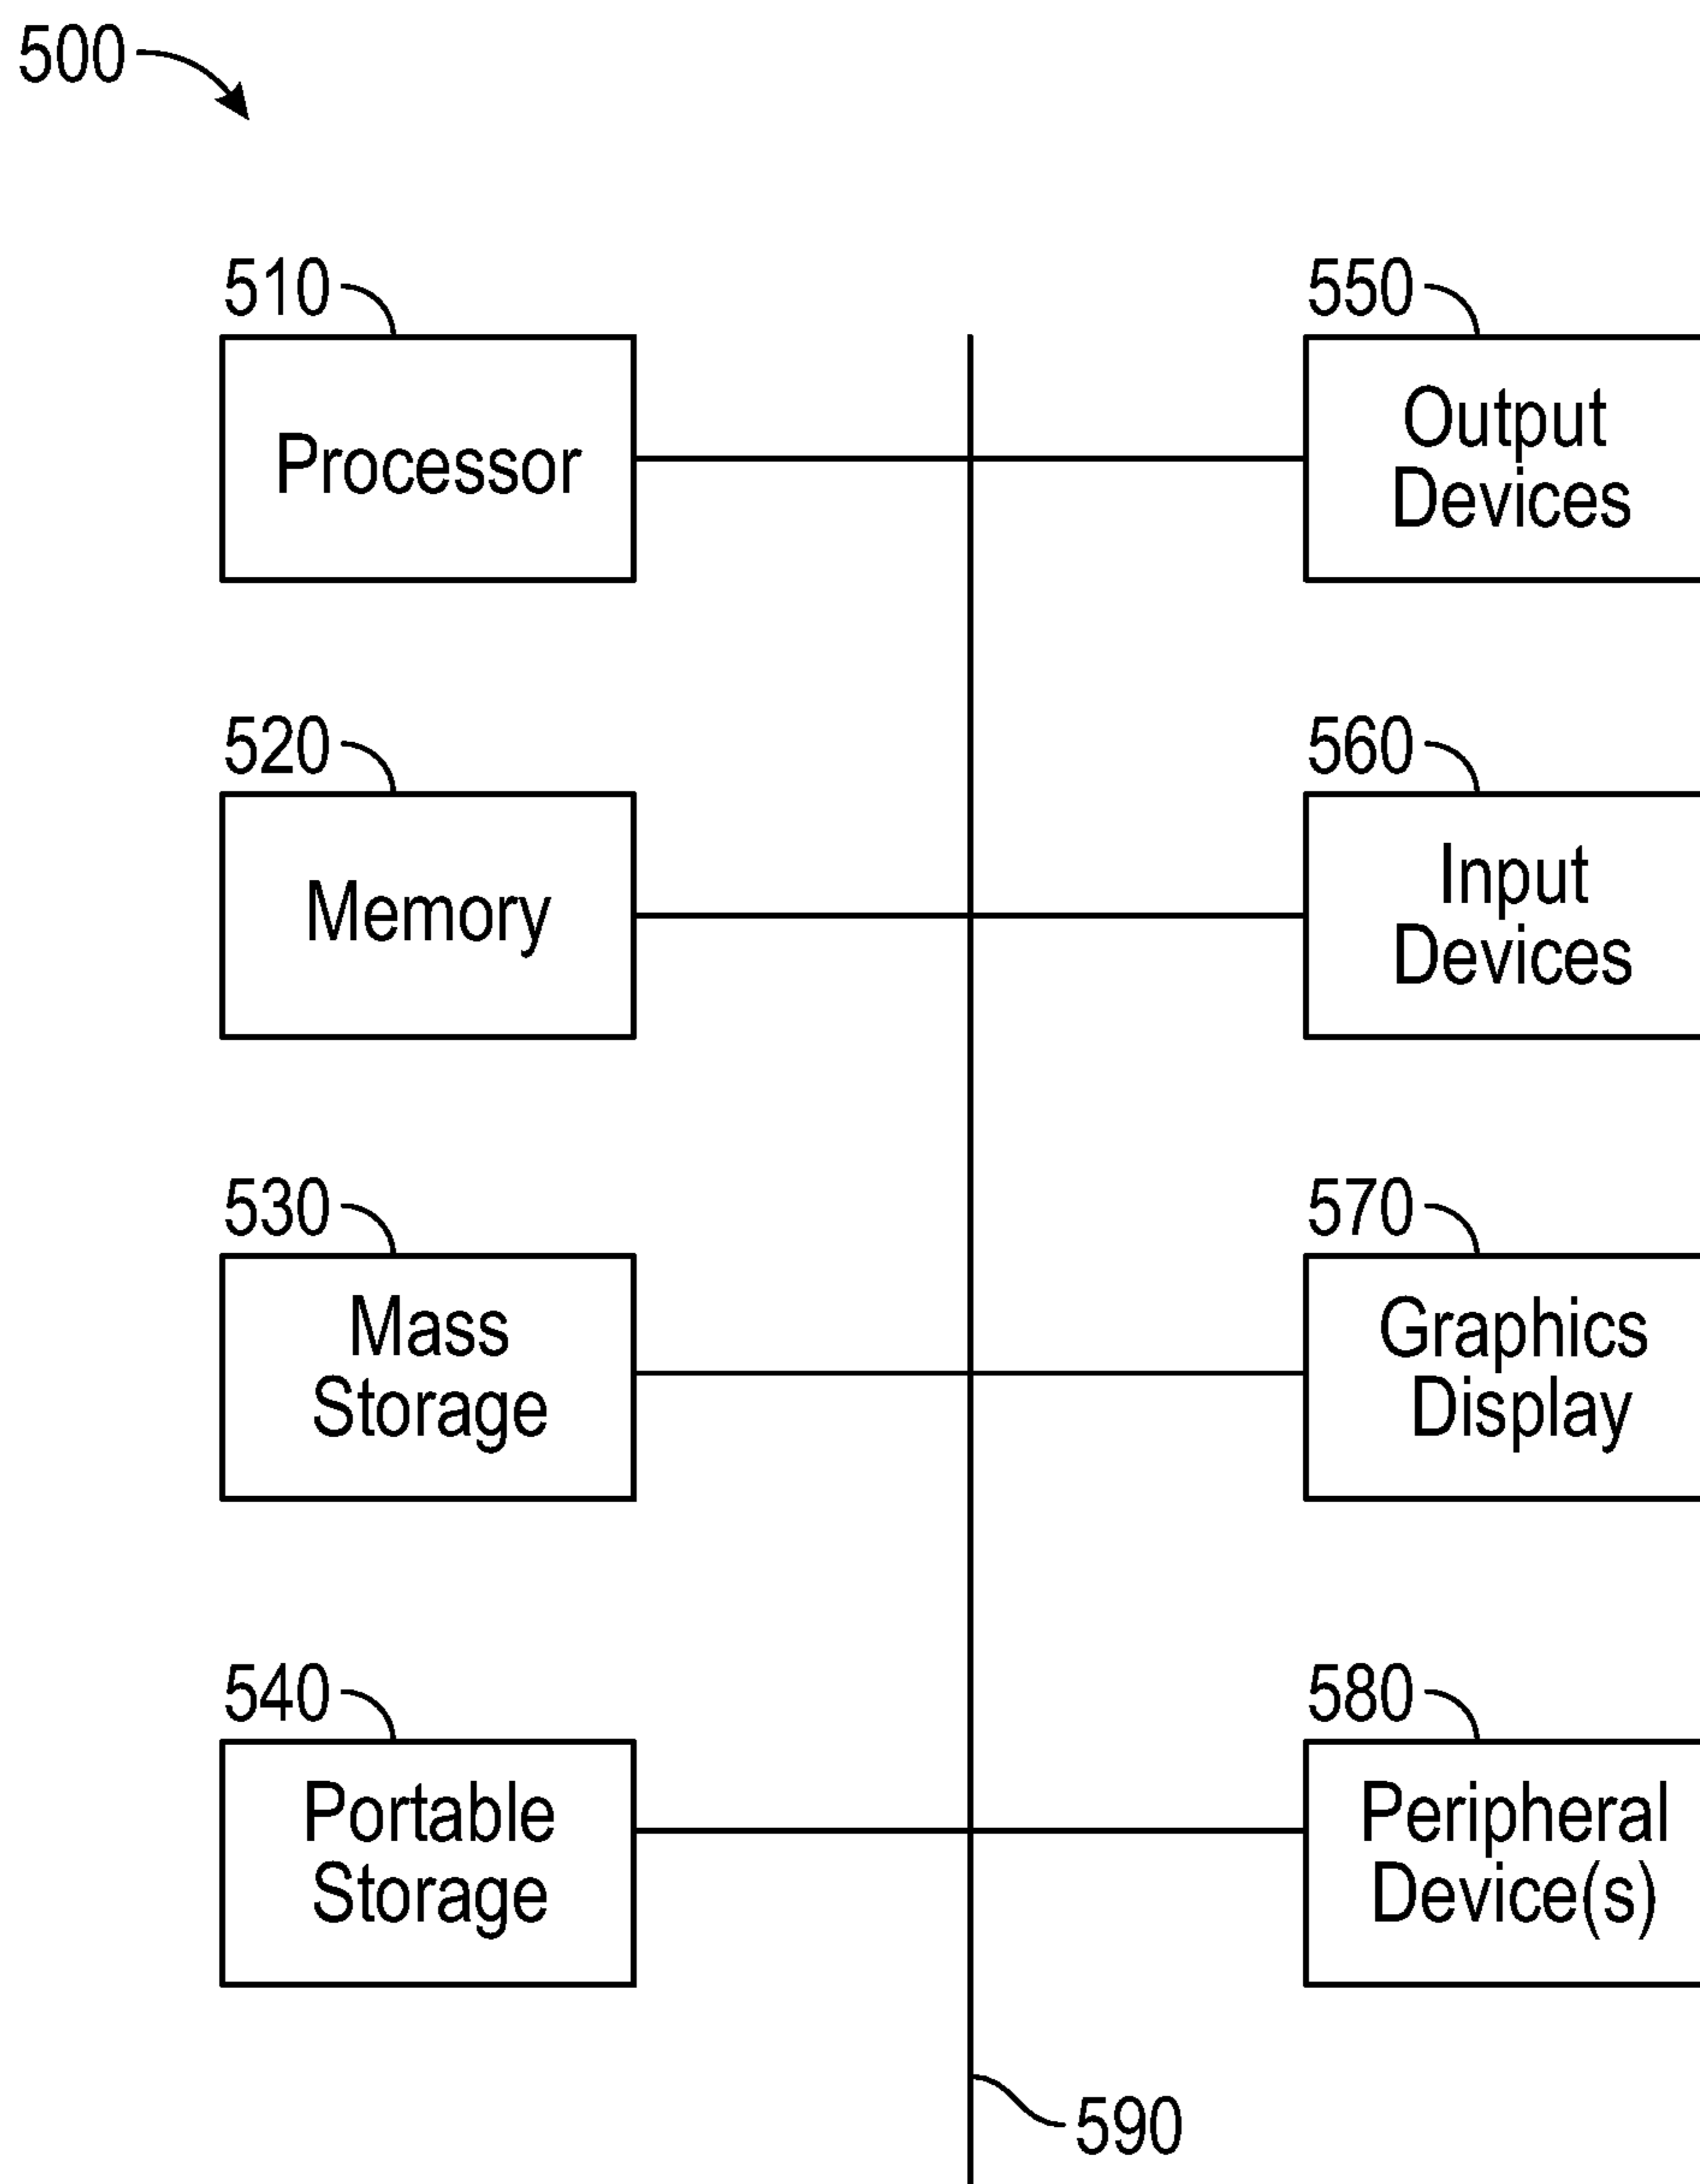 500
510
Processor
550
Output
Devices
520
Memory
560
Input
Devices
530
Mass
Storage
570
Graphics
Display
540
Portable
Storage
580
Peripheral
Device(s)
590